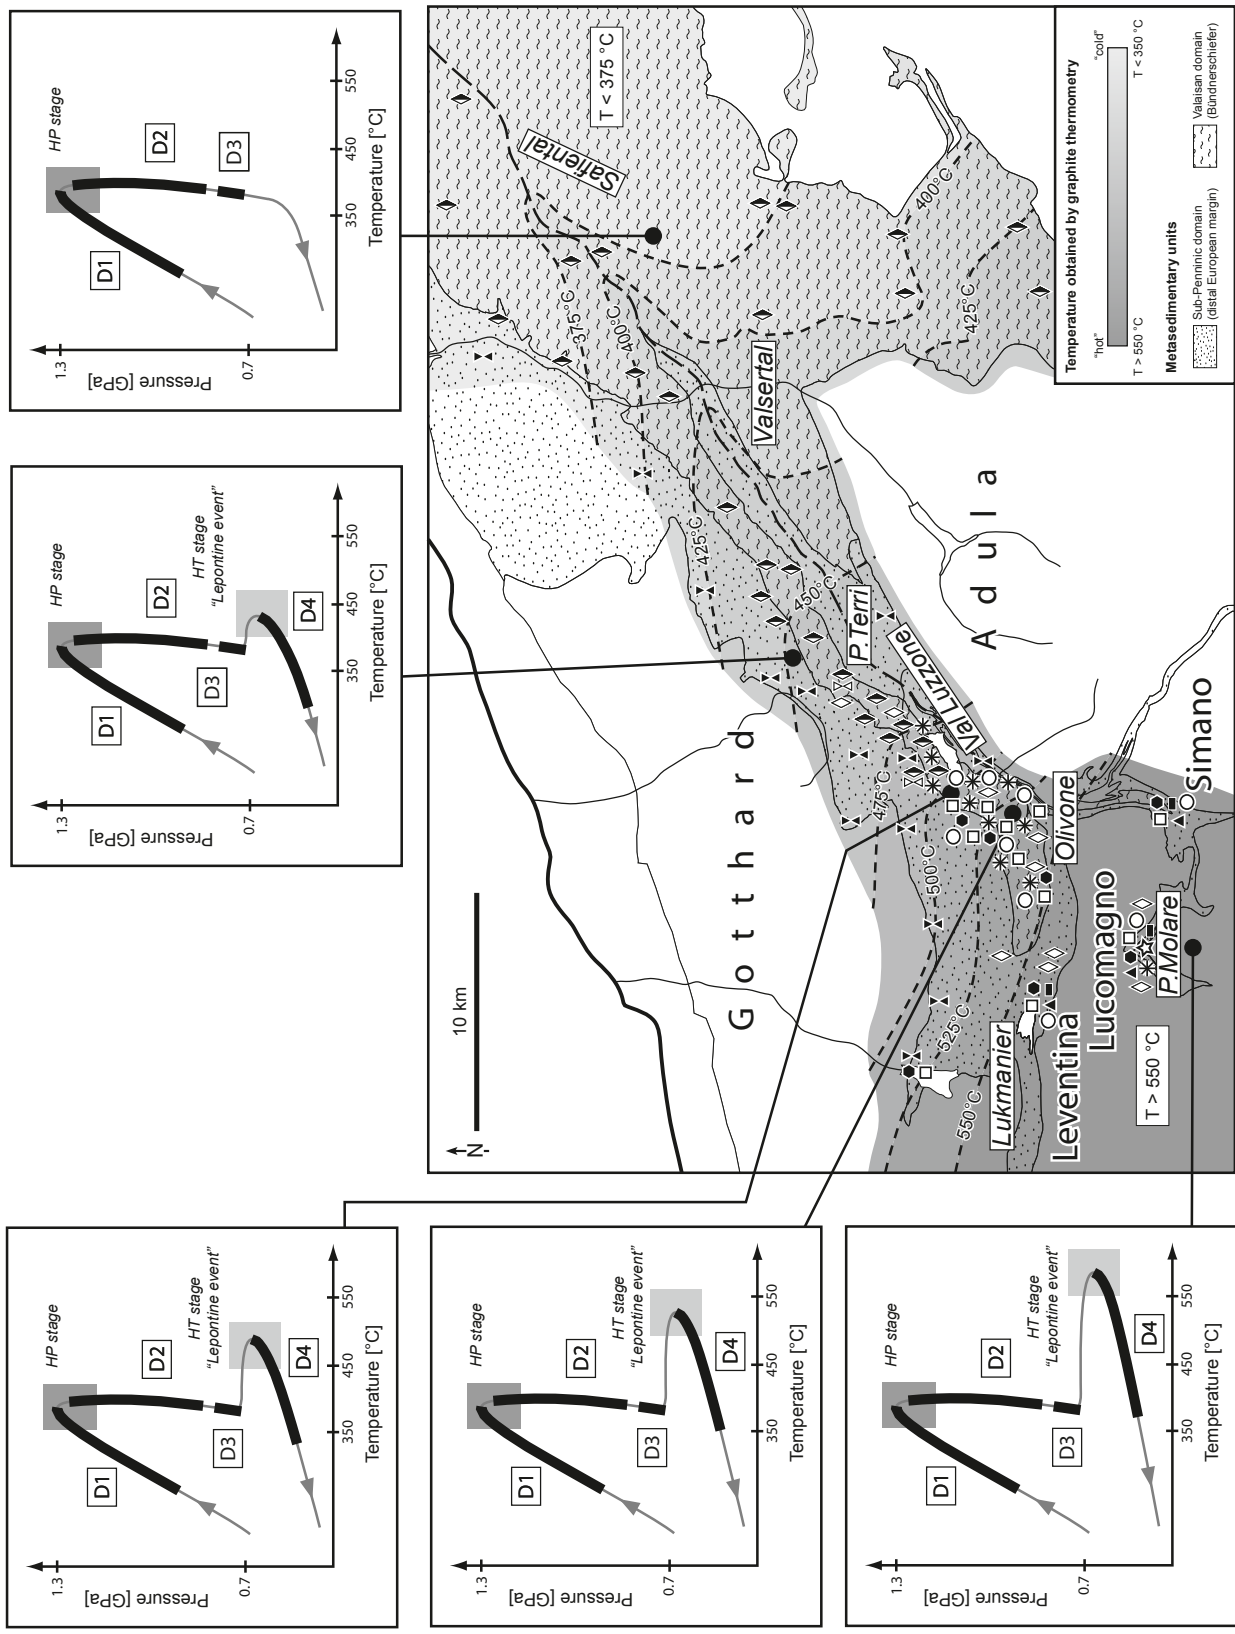 Pressure [GPa]
1.3
0.7
D1
D2
D3
HP stage
350
450
550
Temperature [°C]
Pressure [GPa]
1.3
0.7
D1
D2
D3
D4
HP stage
HT stage
"Lepontine event"
350
450
550
Temperature [°C]
Pressure [GPa]
1.3
0.7
D1
D2
D3
D4
HP stage
HT stage
"Lepontine event"
350
450
550
Temperature [°C]
Pressure [GPa]
1.3
0.7
D1
D2
D3
D4
HP stage
HT stage
"Lepontine event"
350
450
550
Temperature [°C]
Pressure [GPa]
1.3
0.7
D1
D2
D3
D4
HP stage
HT stage
"Lepontine event"
350
450
550
Temperature [°C]
N
10 km
Gotthard
Adula
Simano
Leventina
Lucomagno
Lukmanier
P.Molare
Olivone
Val Luzzone
P.Terri
Valsertal
Safiental
T < 375 °C
T > 550 °C
375°C
400°C
425°C
450°C
475°C
500°C
525°C
550°C
400°C
425°C
Temperature obtained by graphite thermometry
"hot"
"cold"
T > 550 °C
T < 350 °C
Metasedimentary units
Sub-Penninic domain
(distal European margin)
Valaisan domain
(Bündnerschiefer)